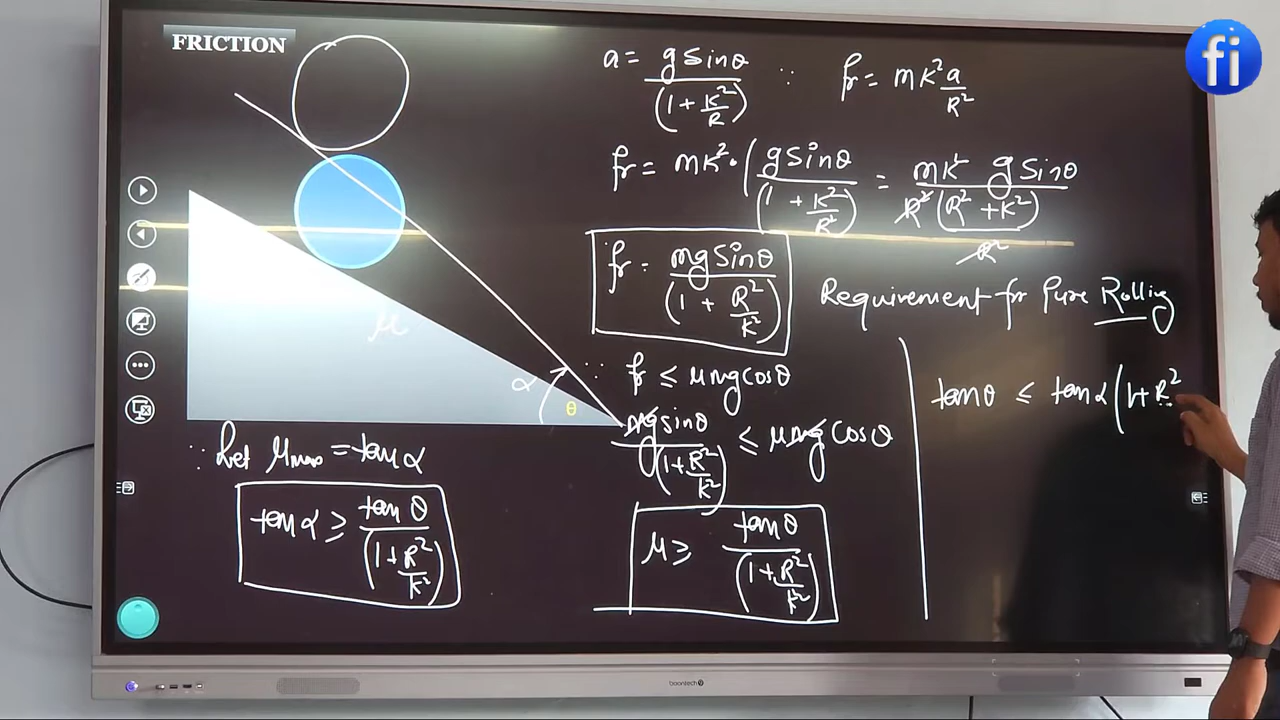 FRICTION
fi
a = g sinθ / (1 + K²/R) ∵ fr = mK² a/R²
fr = mK² · (g sinθ / (1 + K²/R²) = mK² g sinθ / R² (R² + K²) / R²
fr = mg sinθ / (1 + R²/K²)
Requirement for Pure Rolling
μ
α
θ
∵ fr ≤ μmg cosθ
mg sinθ / (1 + R²/K²) ≤ μmg cosθ
μ ≥ tanθ / (1 + R²/K²)
∵ Let μmax = tanα
tanα ≥ tanθ / (1 + R²/K²)
tanθ ≤ tanα (1 + R²